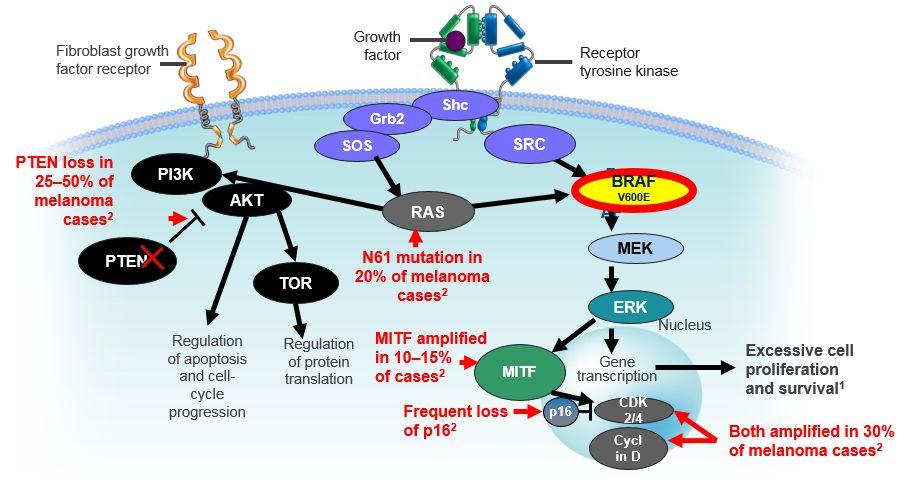 Fibroblast growth
factor receptor
Growth
factor
Receptor
tyrosine kinase
Shc
Grb2
SOS
SRC
PTEN loss in
25–50% of
melanoma
cases2
PI3K
AKT
RAS
BRAF
V600E
PTEN
MEK
N61 mutation in
20% of melanoma
cases2
TOR
ERK
Nucleus
Regulation
of apoptosis
and cell-
cycle
progression
Regulation
of protein
translation
MITF amplified
in 10–15%
of cases2
MITF
Gene
transcription
Excessive cell
proliferation
and survival1
Frequent loss
of p162
p16
CDK
2/4
Cycl
in D
Both amplified in 30%
of melanoma cases2